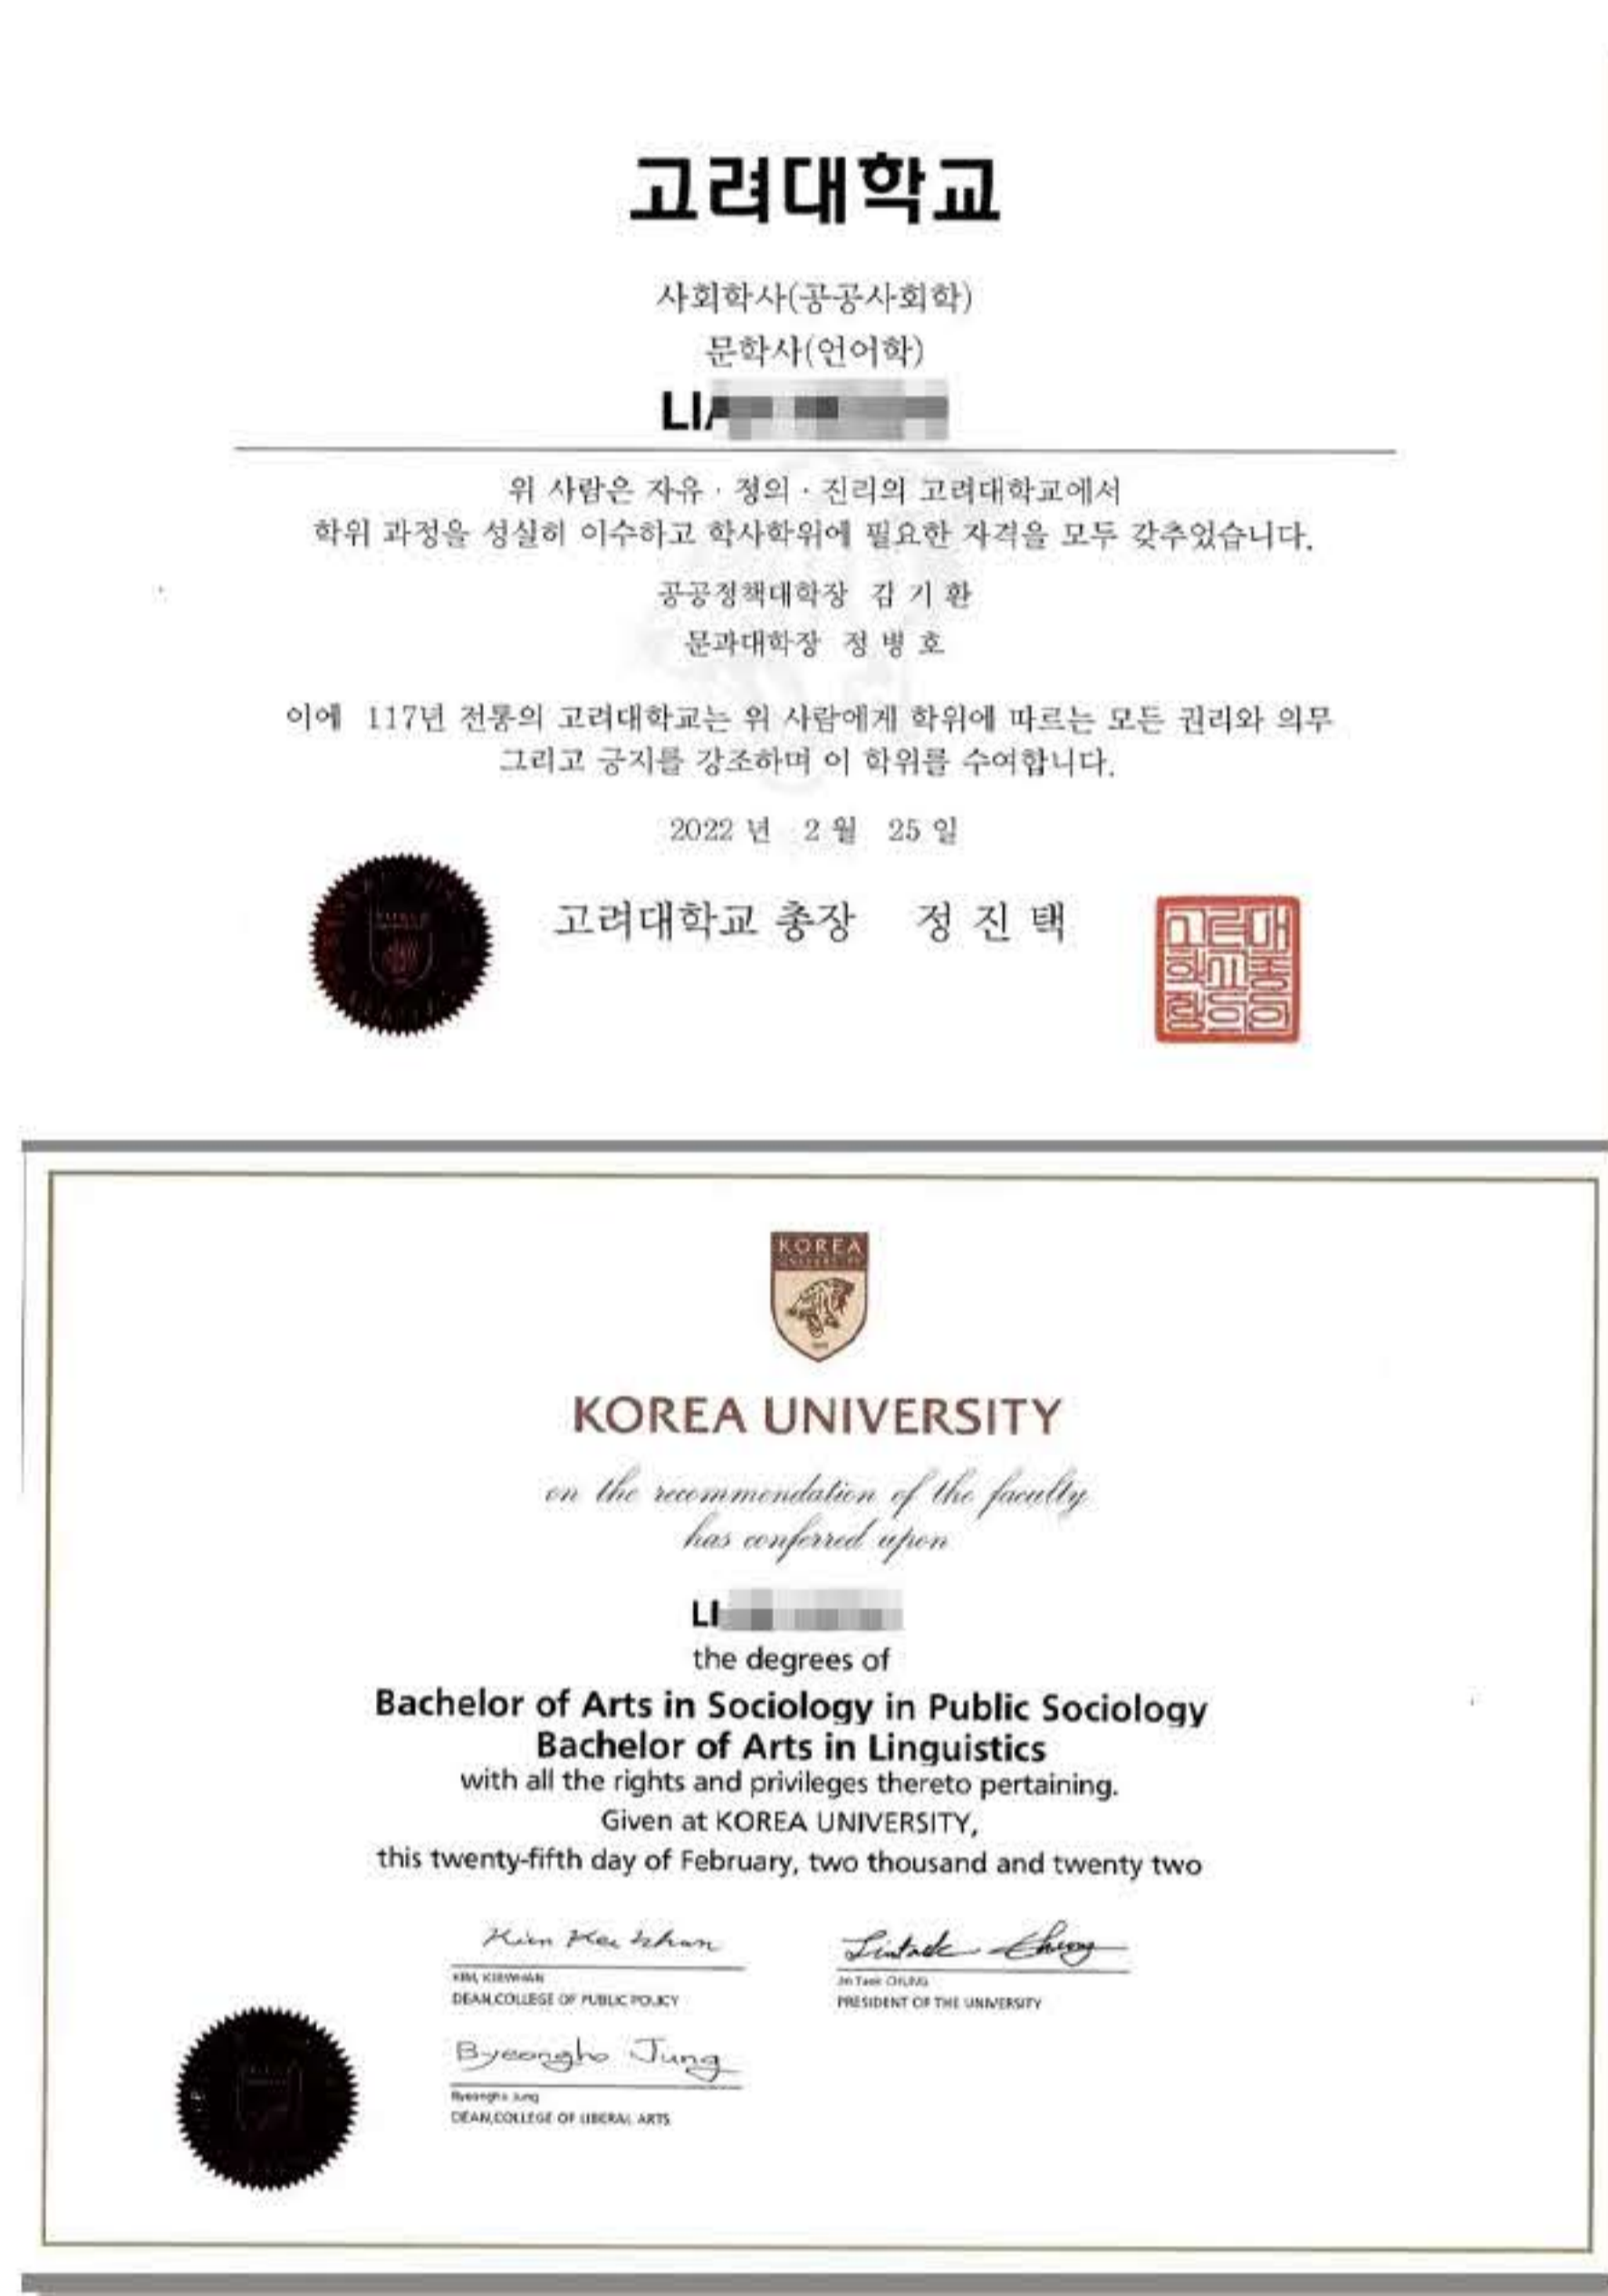 고려대학교
사회학사(공공사회학)
문학사(언어학)
LIA
위 사람은 자유 · 정의 · 진리의 고려대학교에서
학위 과정을 성실히 이수하고 학사학위에 필요한 자격을 모두 갖추었습니다.
공공정책대학장 김 기 환
문과대학장 정 병 호
이에 117년 전통의 고려대학교는 위 사람에게 학위에 따르는 모든 권리와 의무
그리고 긍지를 강조하며 이 학위를 수여합니다.
2022 년 2 월 25 일
고려대학교 총장 정 진 택
KOREA
UNIVERSITY
KOREA UNIVERSITY
on the recommendation of the faculty
has conferred upon
LI
the degrees of
Bachelor of Arts in Sociology in Public Sociology
Bachelor of Arts in Linguistics
with all the rights and privileges thereto pertaining.
Given at KOREA UNIVERSITY,
this twenty-fifth day of February, two thousand and twenty two
KIM, KIEWHAN
DEAN,COLLEGE OF PUBLIC POLICY
Jin Taek CHUNG
PRESIDENT OF THE UNIVERSITY
Byeongho Jung
Byeongho Jung
DEAN,COLLEGE OF LIBERAL ARTS